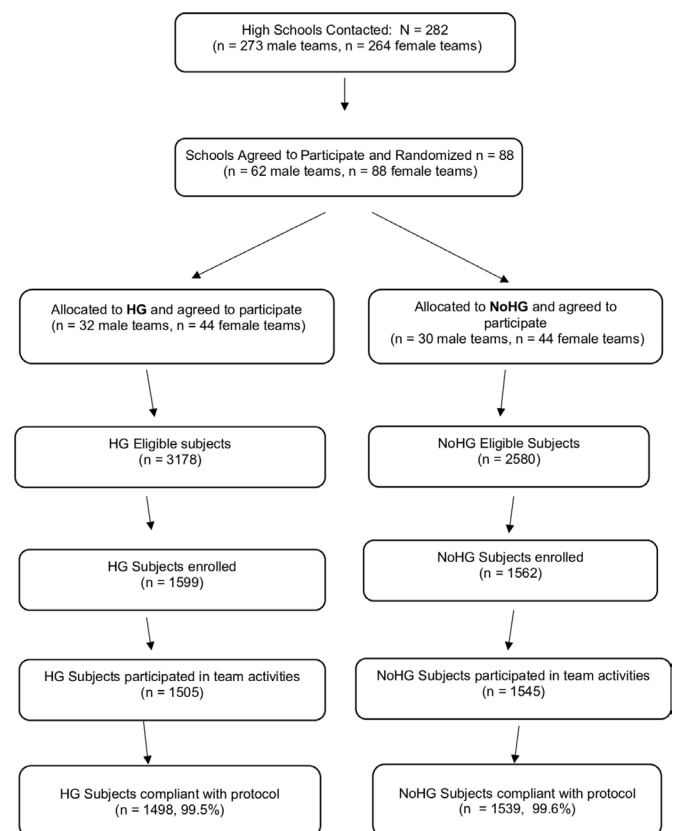 High Schools Contacted: N = 282
(n = 273 male teams, n = 264 female teams)
Schools Agreed to Participate and Randomized n = 88
(n = 62 male teams, n = 88 female teams)
Allocated to HG and agreed to participate
(n = 32 male teams, n = 44 female teams)
Allocated to NoHG and agreed to
participate
(n = 30 male teams, n = 44 female teams)
HG Eligible subjects
(n = 3178)
NoHG Eligible Subjects
(n = 2580)
HG Subjects enrolled
(n = 1599)
NoHG Subjects enrolled
(n = 1562)
HG Subjects participated in team activities
(n = 1505)
NoHG Subjects participated in team activities
(n = 1545)
HG Subjects compliant with protocol
(n = 1498, 99.5%)
NoHG Subjects compliant with protocol
(n = 1539, 99.6%)